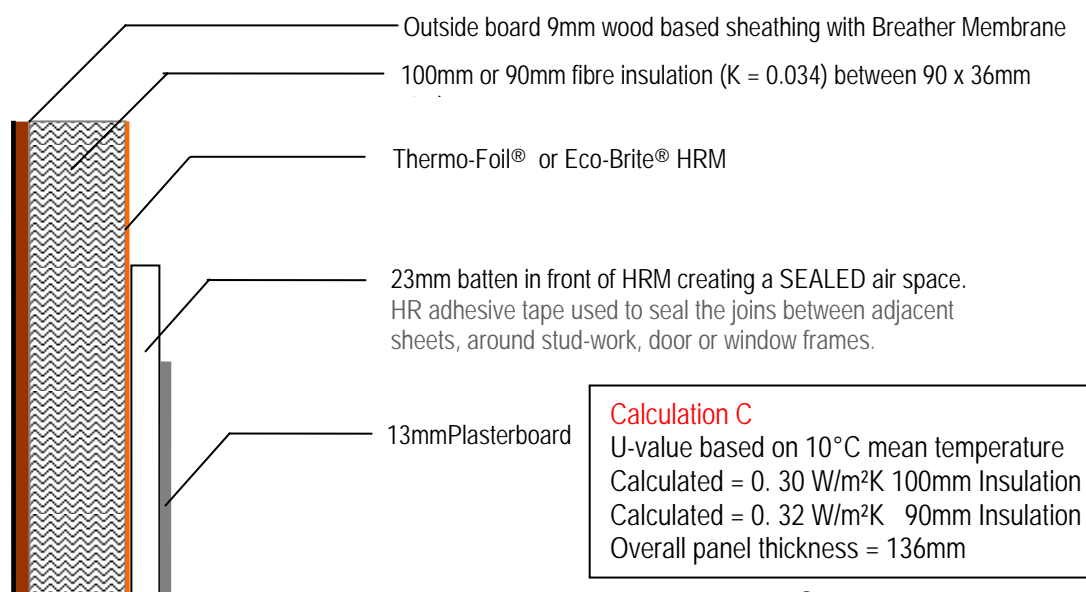 Outside board 9mm wood based sheathing with Breather Membrane
100mm or 90mm fibre insulation (K = 0.034) between 90 x 36mm
Thermo-Foil® or Eco-Brite® HRM
23mm batten in front of HRM creating a SEALED air space.
HR adhesive tape used to seal the joins between adjacent
sheets, around stud-work, door or window frames.
13mmPlasterboard
Calculation C
U-value based on 10°C mean temperature
Calculated = 0. 30 W/m²K 100mm Insulation
Calculated = 0. 32 W/m²K 90mm Insulation
Overall panel thickness = 136mm